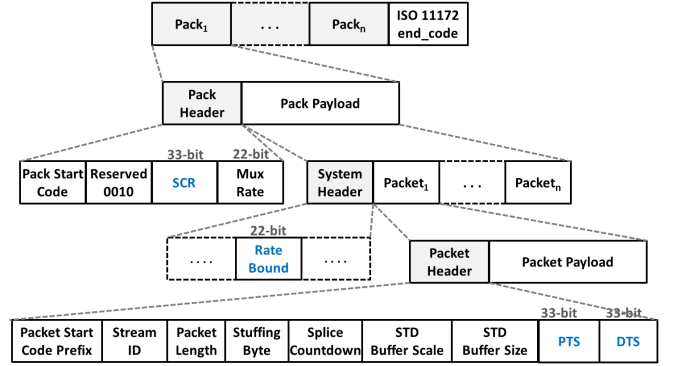 Pack1
. . .
Packn
ISO 11172
end_code
Pack
Header
Pack Payload
33-bit
22-bit
Pack Start
Code
Reserved
0010
SCR
Mux
Rate
System
Header
Packet1
. . .
Packetn
22-bit
. . . .
Rate
Bound
. . . .
Packet
Header
Packet Payload
33-bit
33-bit
Packet Start
Code Prefix
Stream
ID
Packet
Length
Stuffing
Byte
Splice
Countdown
STD
Buffer Scale
STD
Buffer Size
PTS
DTS